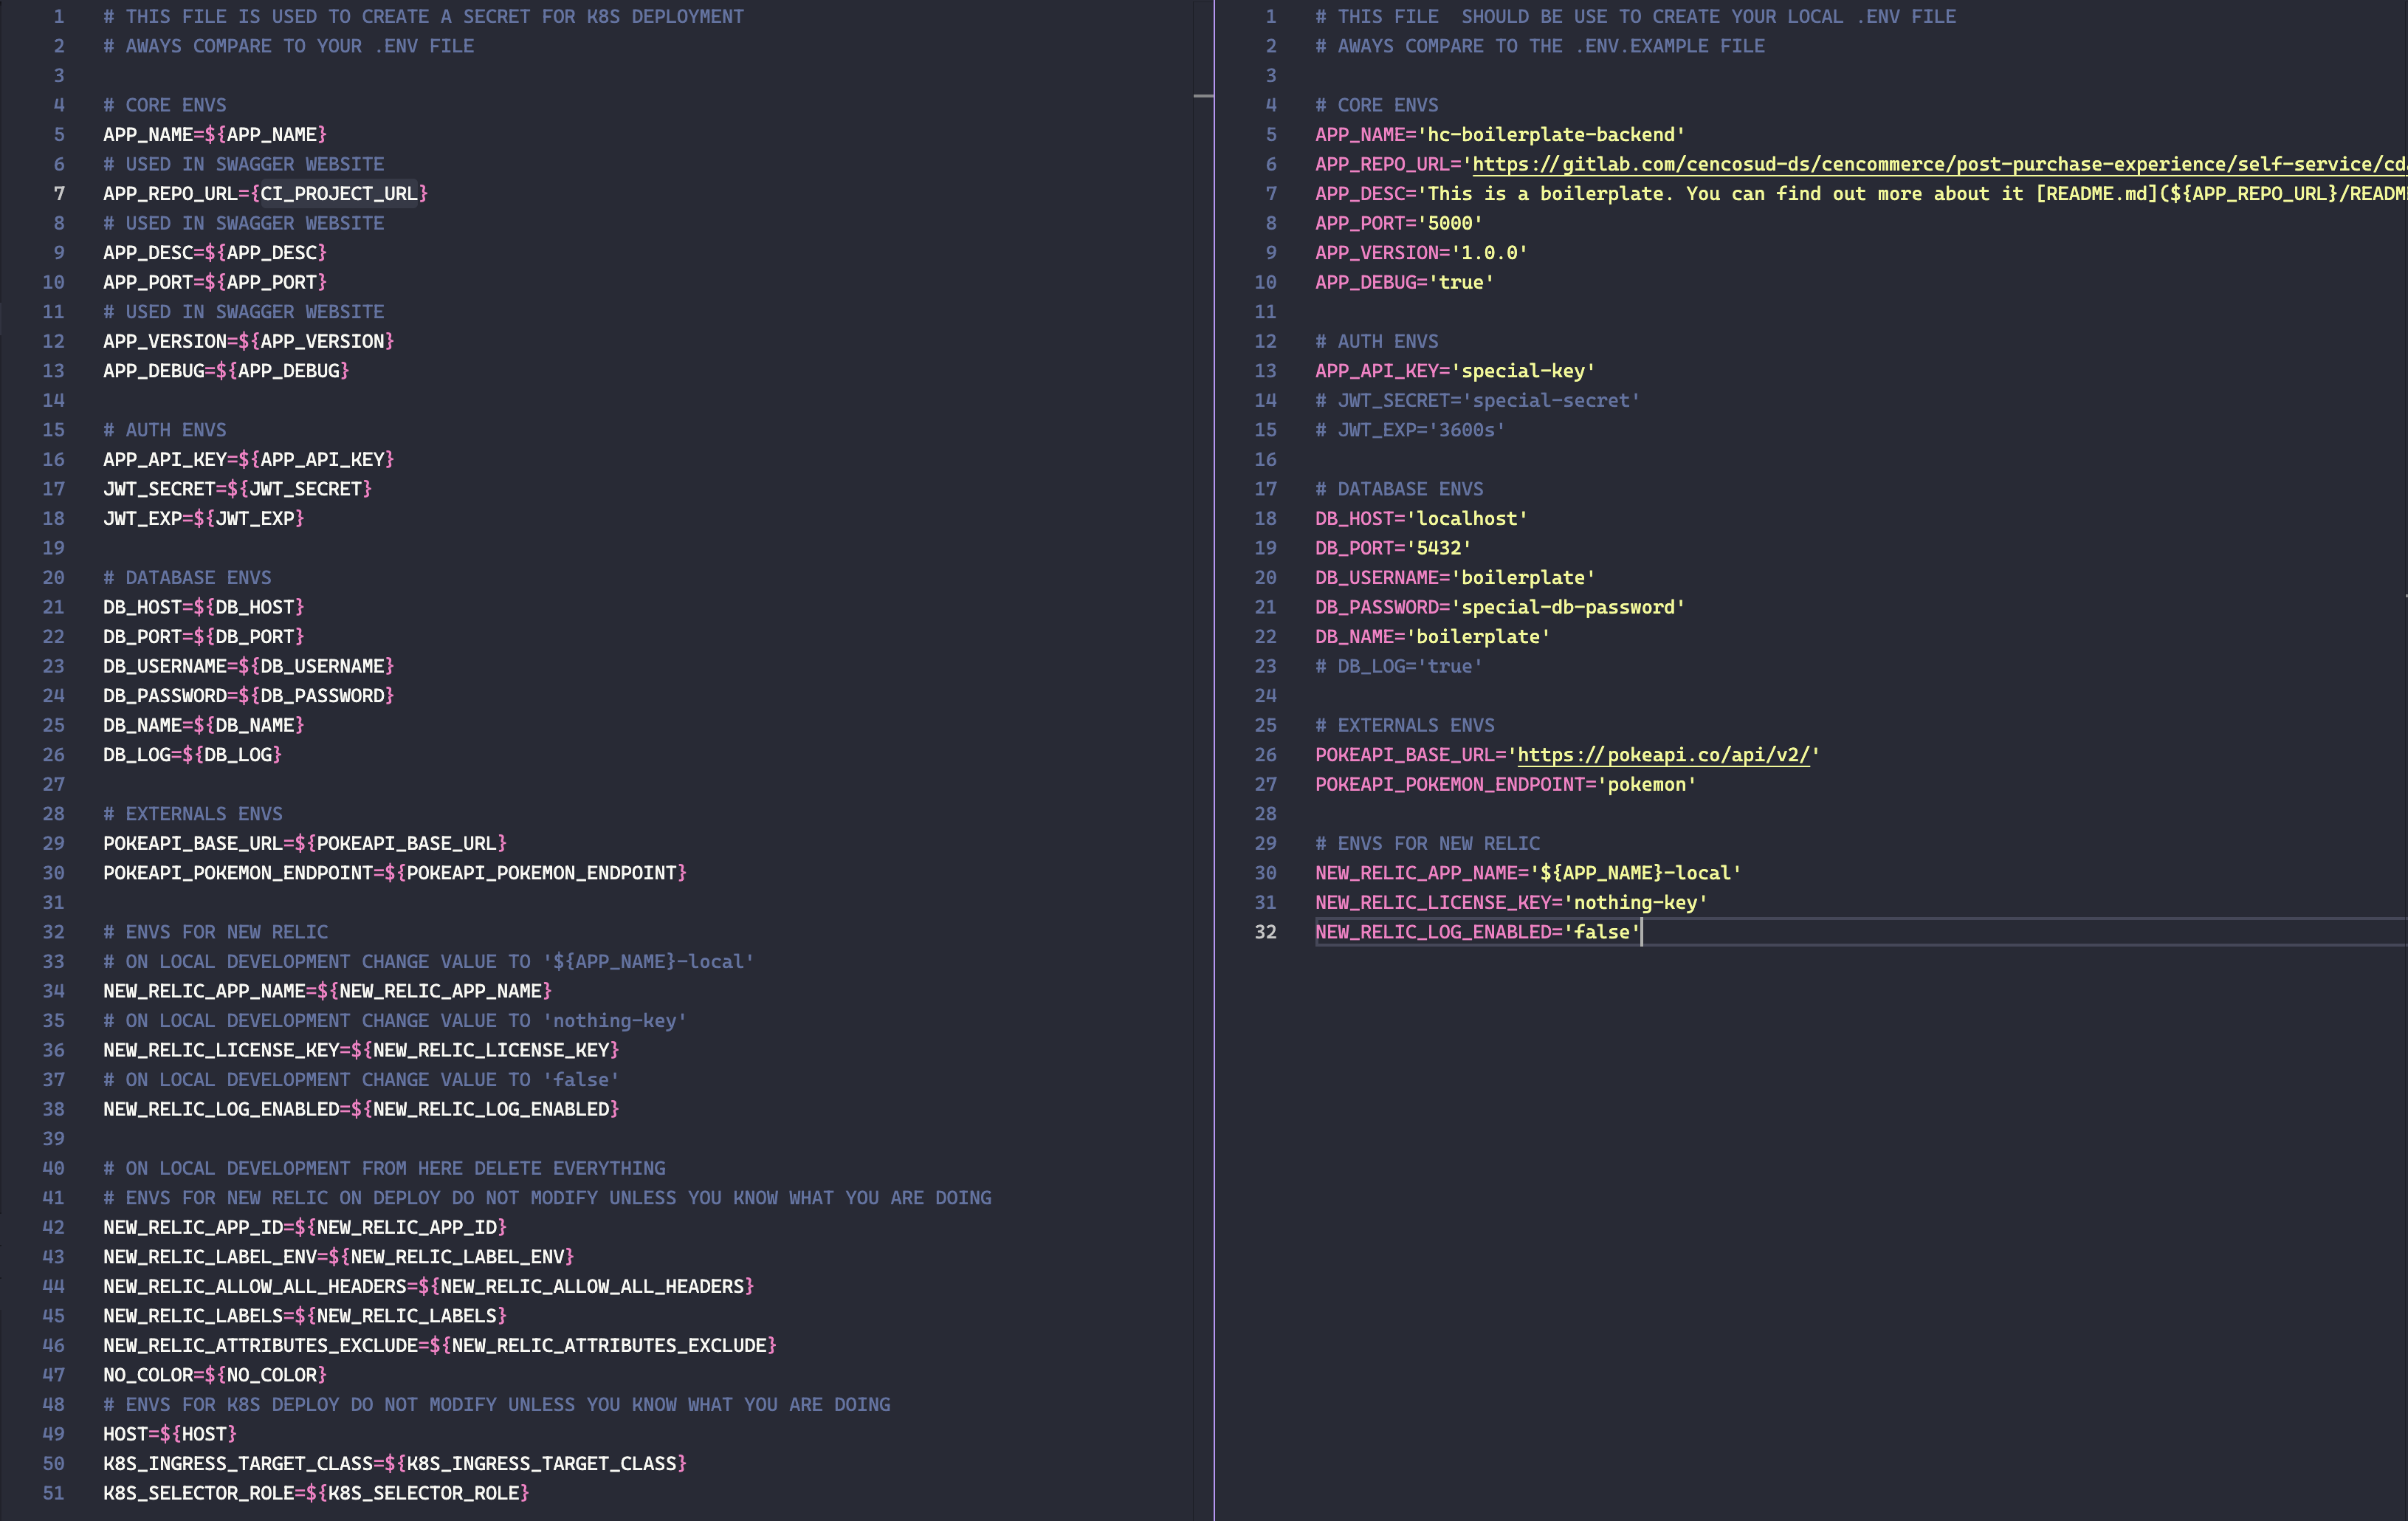 1 # THIS FILE IS USED TO CREATE A SECRET FOR K8S DEPLOYMENT
2 # AWAYS COMPARE TO YOUR .ENV FILE
3
4 # CORE ENVS
5 APP_NAME=${APP_NAME}
6 # USED IN SWAGGER WEBSITE
7 APP_REPO_URL={CI_PROJECT_URL}
8 # USED IN SWAGGER WEBSITE
9 APP_DESC=${APP_DESC}
10 APP_PORT=${APP_PORT}
11 # USED IN SWAGGER WEBSITE
12 APP_VERSION=${APP_VERSION}
13 APP_DEBUG=${APP_DEBUG}
14
15 # AUTH ENVS
16 APP_API_KEY=${APP_API_KEY}
17 JWT_SECRET=${JWT_SECRET}
18 JWT_EXP=${JWT_EXP}
19
20 # DATABASE ENVS
21 DB_HOST=${DB_HOST}
22 DB_PORT=${DB_PORT}
23 DB_USERNAME=${DB_USERNAME}
24 DB_PASSWORD=${DB_PASSWORD}
25 DB_NAME=${DB_NAME}
26 DB_LOG=${DB_LOG}
27
28 # EXTERNALS ENVS
29 POKEAPI_BASE_URL=${POKEAPI_BASE_URL}
30 POKEAPI_POKEMON_ENDPOINT=${POKEAPI_POKEMON_ENDPOINT}
31
32 # ENVS FOR NEW RELIC
33 # ON LOCAL DEVELOPMENT CHANGE VALUE TO '${APP_NAME}-local'
34 NEW_RELIC_APP_NAME=${NEW_RELIC_APP_NAME}
35 # ON LOCAL DEVELOPMENT CHANGE VALUE TO 'nothing-key'
36 NEW_RELIC_LICENSE_KEY=${NEW_RELIC_LICENSE_KEY}
37 # ON LOCAL DEVELOPMENT CHANGE VALUE TO 'false'
38 NEW_RELIC_LOG_ENABLED=${NEW_RELIC_LOG_ENABLED}
39
40 # ON LOCAL DEVELOPMENT FROM HERE DELETE EVERYTHING
41 # ENVS FOR NEW RELIC ON DEPLOY DO NOT MODIFY UNLESS YOU KNOW WHAT YOU ARE DOING
42 NEW_RELIC_APP_ID=${NEW_RELIC_APP_ID}
43 NEW_RELIC_LABEL_ENV=${NEW_RELIC_LABEL_ENV}
44 NEW_RELIC_ALLOW_ALL_HEADERS=${NEW_RELIC_ALLOW_ALL_HEADERS}
45 NEW_RELIC_LABELS=${NEW_RELIC_LABELS}
46 NEW_RELIC_ATTRIBUTES_EXCLUDE=${NEW_RELIC_ATTRIBUTES_EXCLUDE}
47 NO_COLOR=${NO_COLOR}
48 # ENVS FOR K8S DEPLOY DO NOT MODIFY UNLESS YOU KNOW WHAT YOU ARE DOING
49 HOST=${HOST}
50 K8S_INGRESS_TARGET_CLASS=${K8S_INGRESS_TARGET_CLASS}
51 K8S_SELECTOR_ROLE=${K8S_SELECTOR_ROLE}
1 # THIS FILE  SHOULD BE USE TO CREATE YOUR LOCAL .ENV FILE
2 # AWAYS COMPARE TO THE .ENV.EXAMPLE FILE
3
4 # CORE ENVS
5 APP_NAME='hc-boilerplate-backend'
6 APP_REPO_URL='https://gitlab.com/cencosud-ds/cencommerce/post-purchase-experience/self-service/cd
7 APP_DESC='This is a boilerplate. You can find out more about it [README.md](${APP_REPO_URL}/READM
8 APP_PORT='5000'
9 APP_VERSION='1.0.0'
10 APP_DEBUG='true'
11
12 # AUTH ENVS
13 APP_API_KEY='special-key'
14 # JWT_SECRET='special-secret'
15 # JWT_EXP='3600s'
16
17 # DATABASE ENVS
18 DB_HOST='localhost'
19 DB_PORT='5432'
20 DB_USERNAME='boilerplate'
21 DB_PASSWORD='special-db-password'
22 DB_NAME='boilerplate'
23 # DB_LOG='true'
24
25 # EXTERNALS ENVS
26 POKEAPI_BASE_URL='https://pokeapi.co/api/v2/'
27 POKEAPI_POKEMON_ENDPOINT='pokemon'
28
29 # ENVS FOR NEW RELIC
30 NEW_RELIC_APP_NAME='${APP_NAME}-local'
31 NEW_RELIC_LICENSE_KEY='nothing-key'
32 NEW_RELIC_LOG_ENABLED='false'